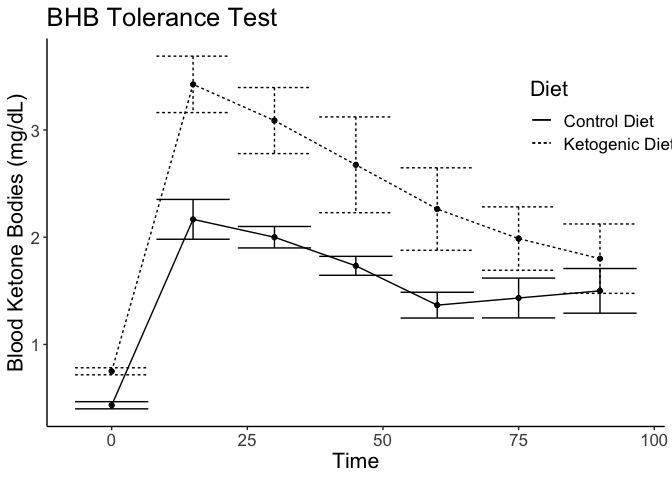 BHB Tolerance Test
Blood Ketone Bodies (mg/dL)
3
2
1
Diet
Control Diet
Ketogenic Diet
0 25 50 75 100
Time